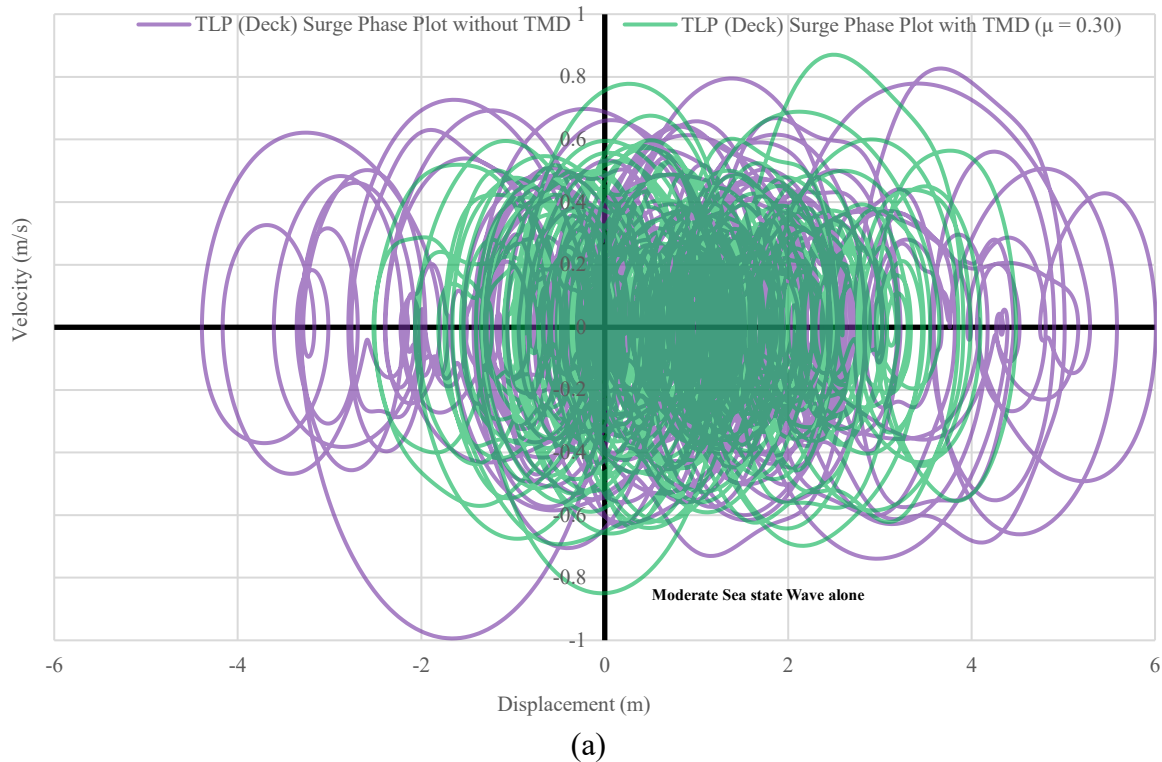 1
TLP (Deck) Surge Phase Plot without TMD
TLP (Deck) Surge Phase Plot with TMD (μ = 0.30)
0.8
0.6
0.4
0.2
0
-0.2
-0.4
-0.6
-0.8
-1
Velocity (m/s)
Moderate Sea state Wave alone
-6 -4 -2 0 2 4 6
Displacement (m)
(a)